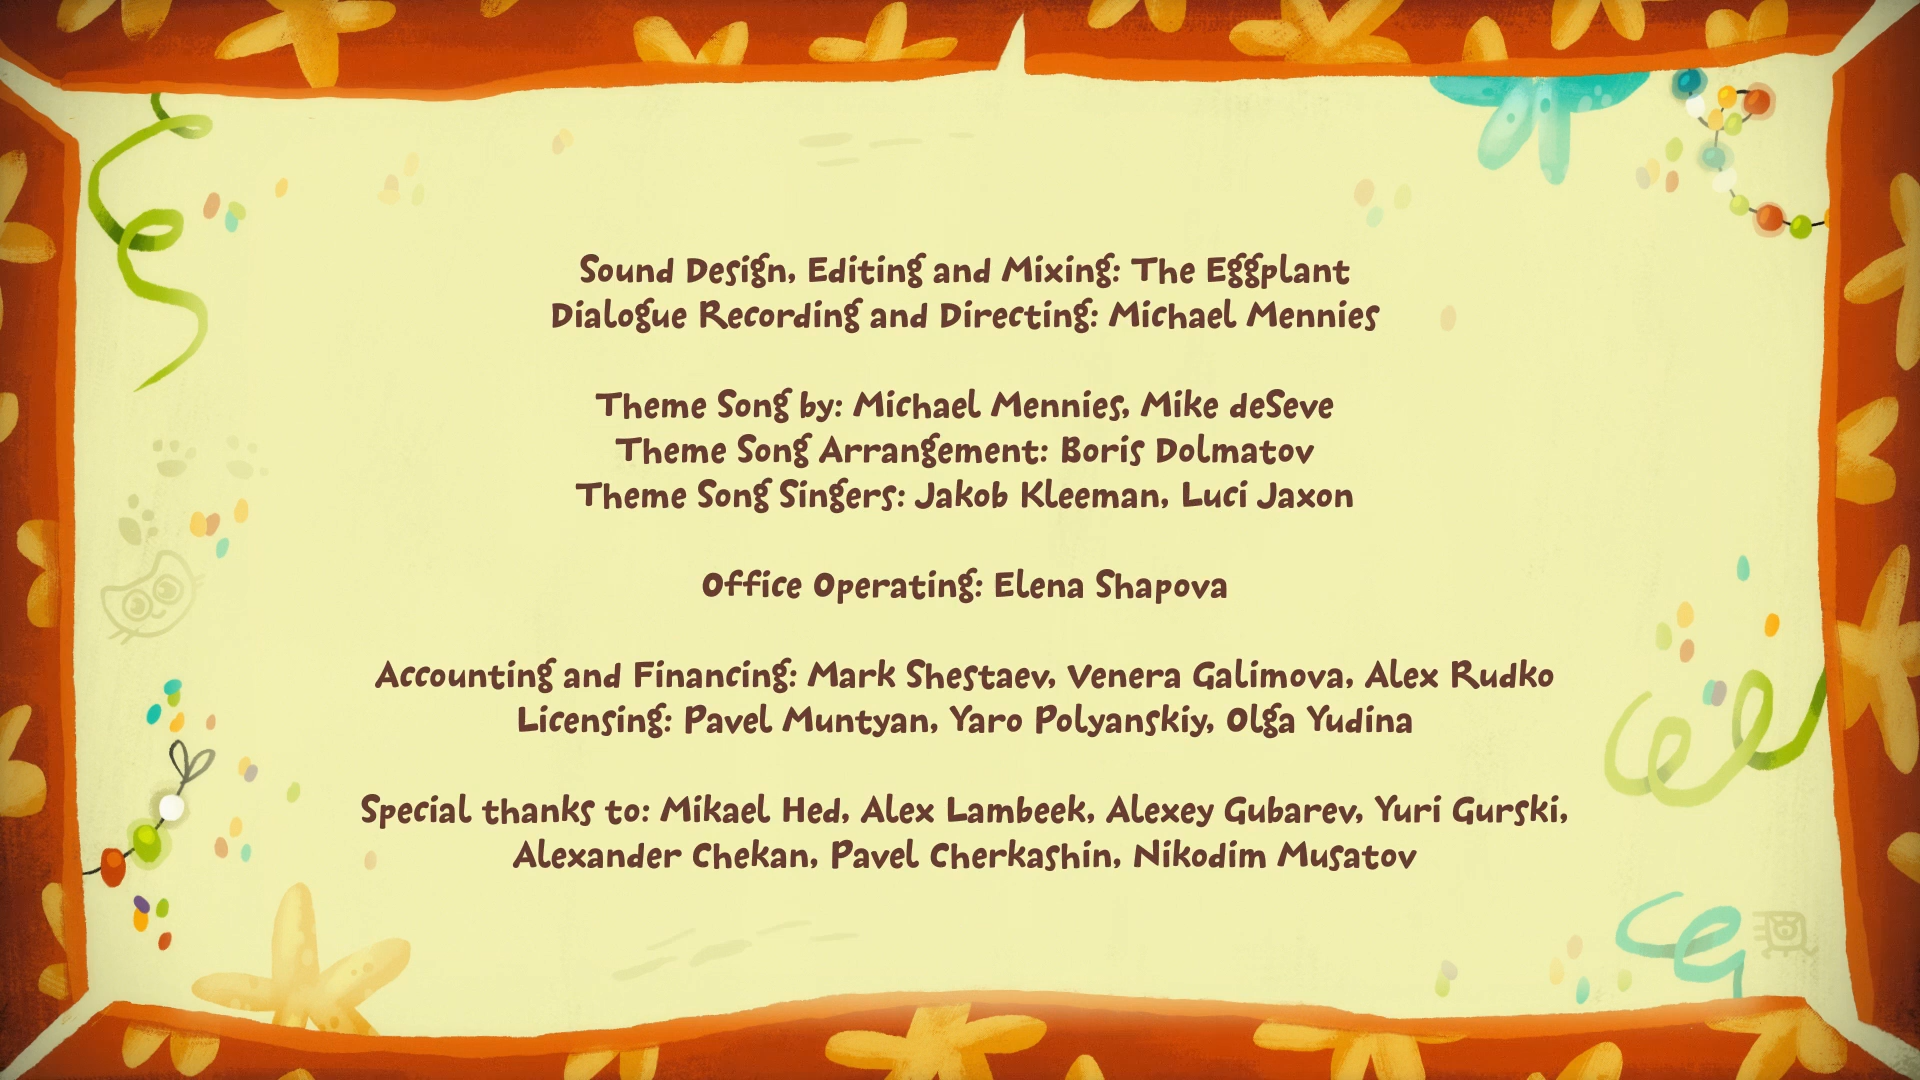 Sound Design, Editing and Mixing: The Eggplant
Dialogue Recording and Directing: Michael Mennies
Theme Song by: Michael Mennies, Mike deSeve
Theme Song Arrangement: Boris Dolmatov
Theme Song Singers: Jakob Kleeman, Luci Jaxon
Office Operating: Elena Shapova
Accounting and Financing: Mark Shestaev, Venera Galimova, Alex Rudko
Licensing: Pavel Muntyan, Yaro Polyanskiy, Olga Yudina
Special thanks to: Mikael Hed, Alex Lambeek, Alexey Gubarev, Yuri Gurski,
Alexander Chekan, Pavel Cherkashin, Nikodim Musatov